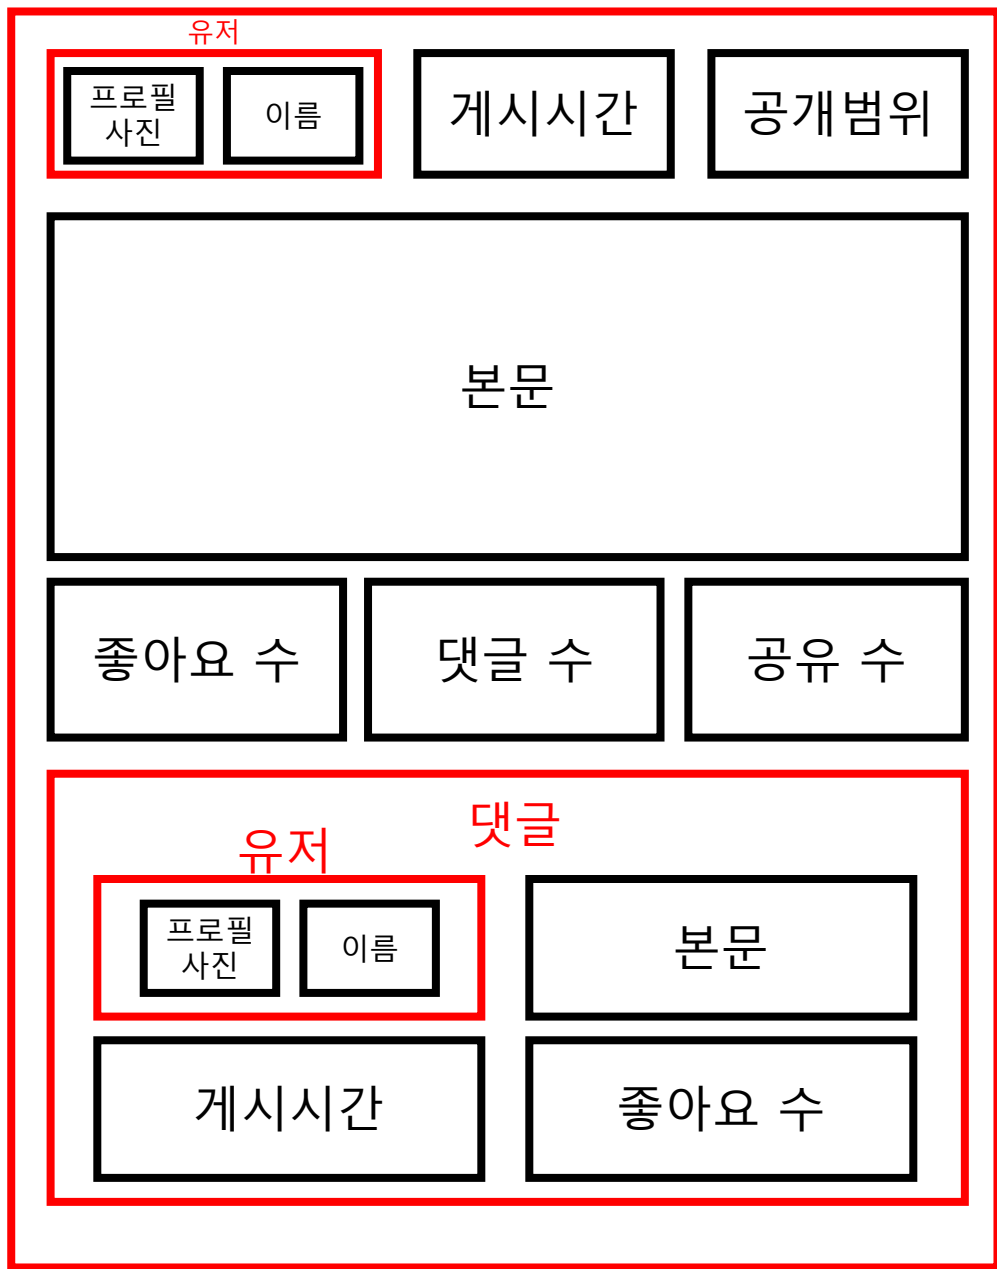 유저
프로필
사진
이름
게시시간
공개범위
본문
좋아요 수
댓글 수
공유 수
댓글
유저
프로필
사진
이름
본문
게시시간
좋아요 수